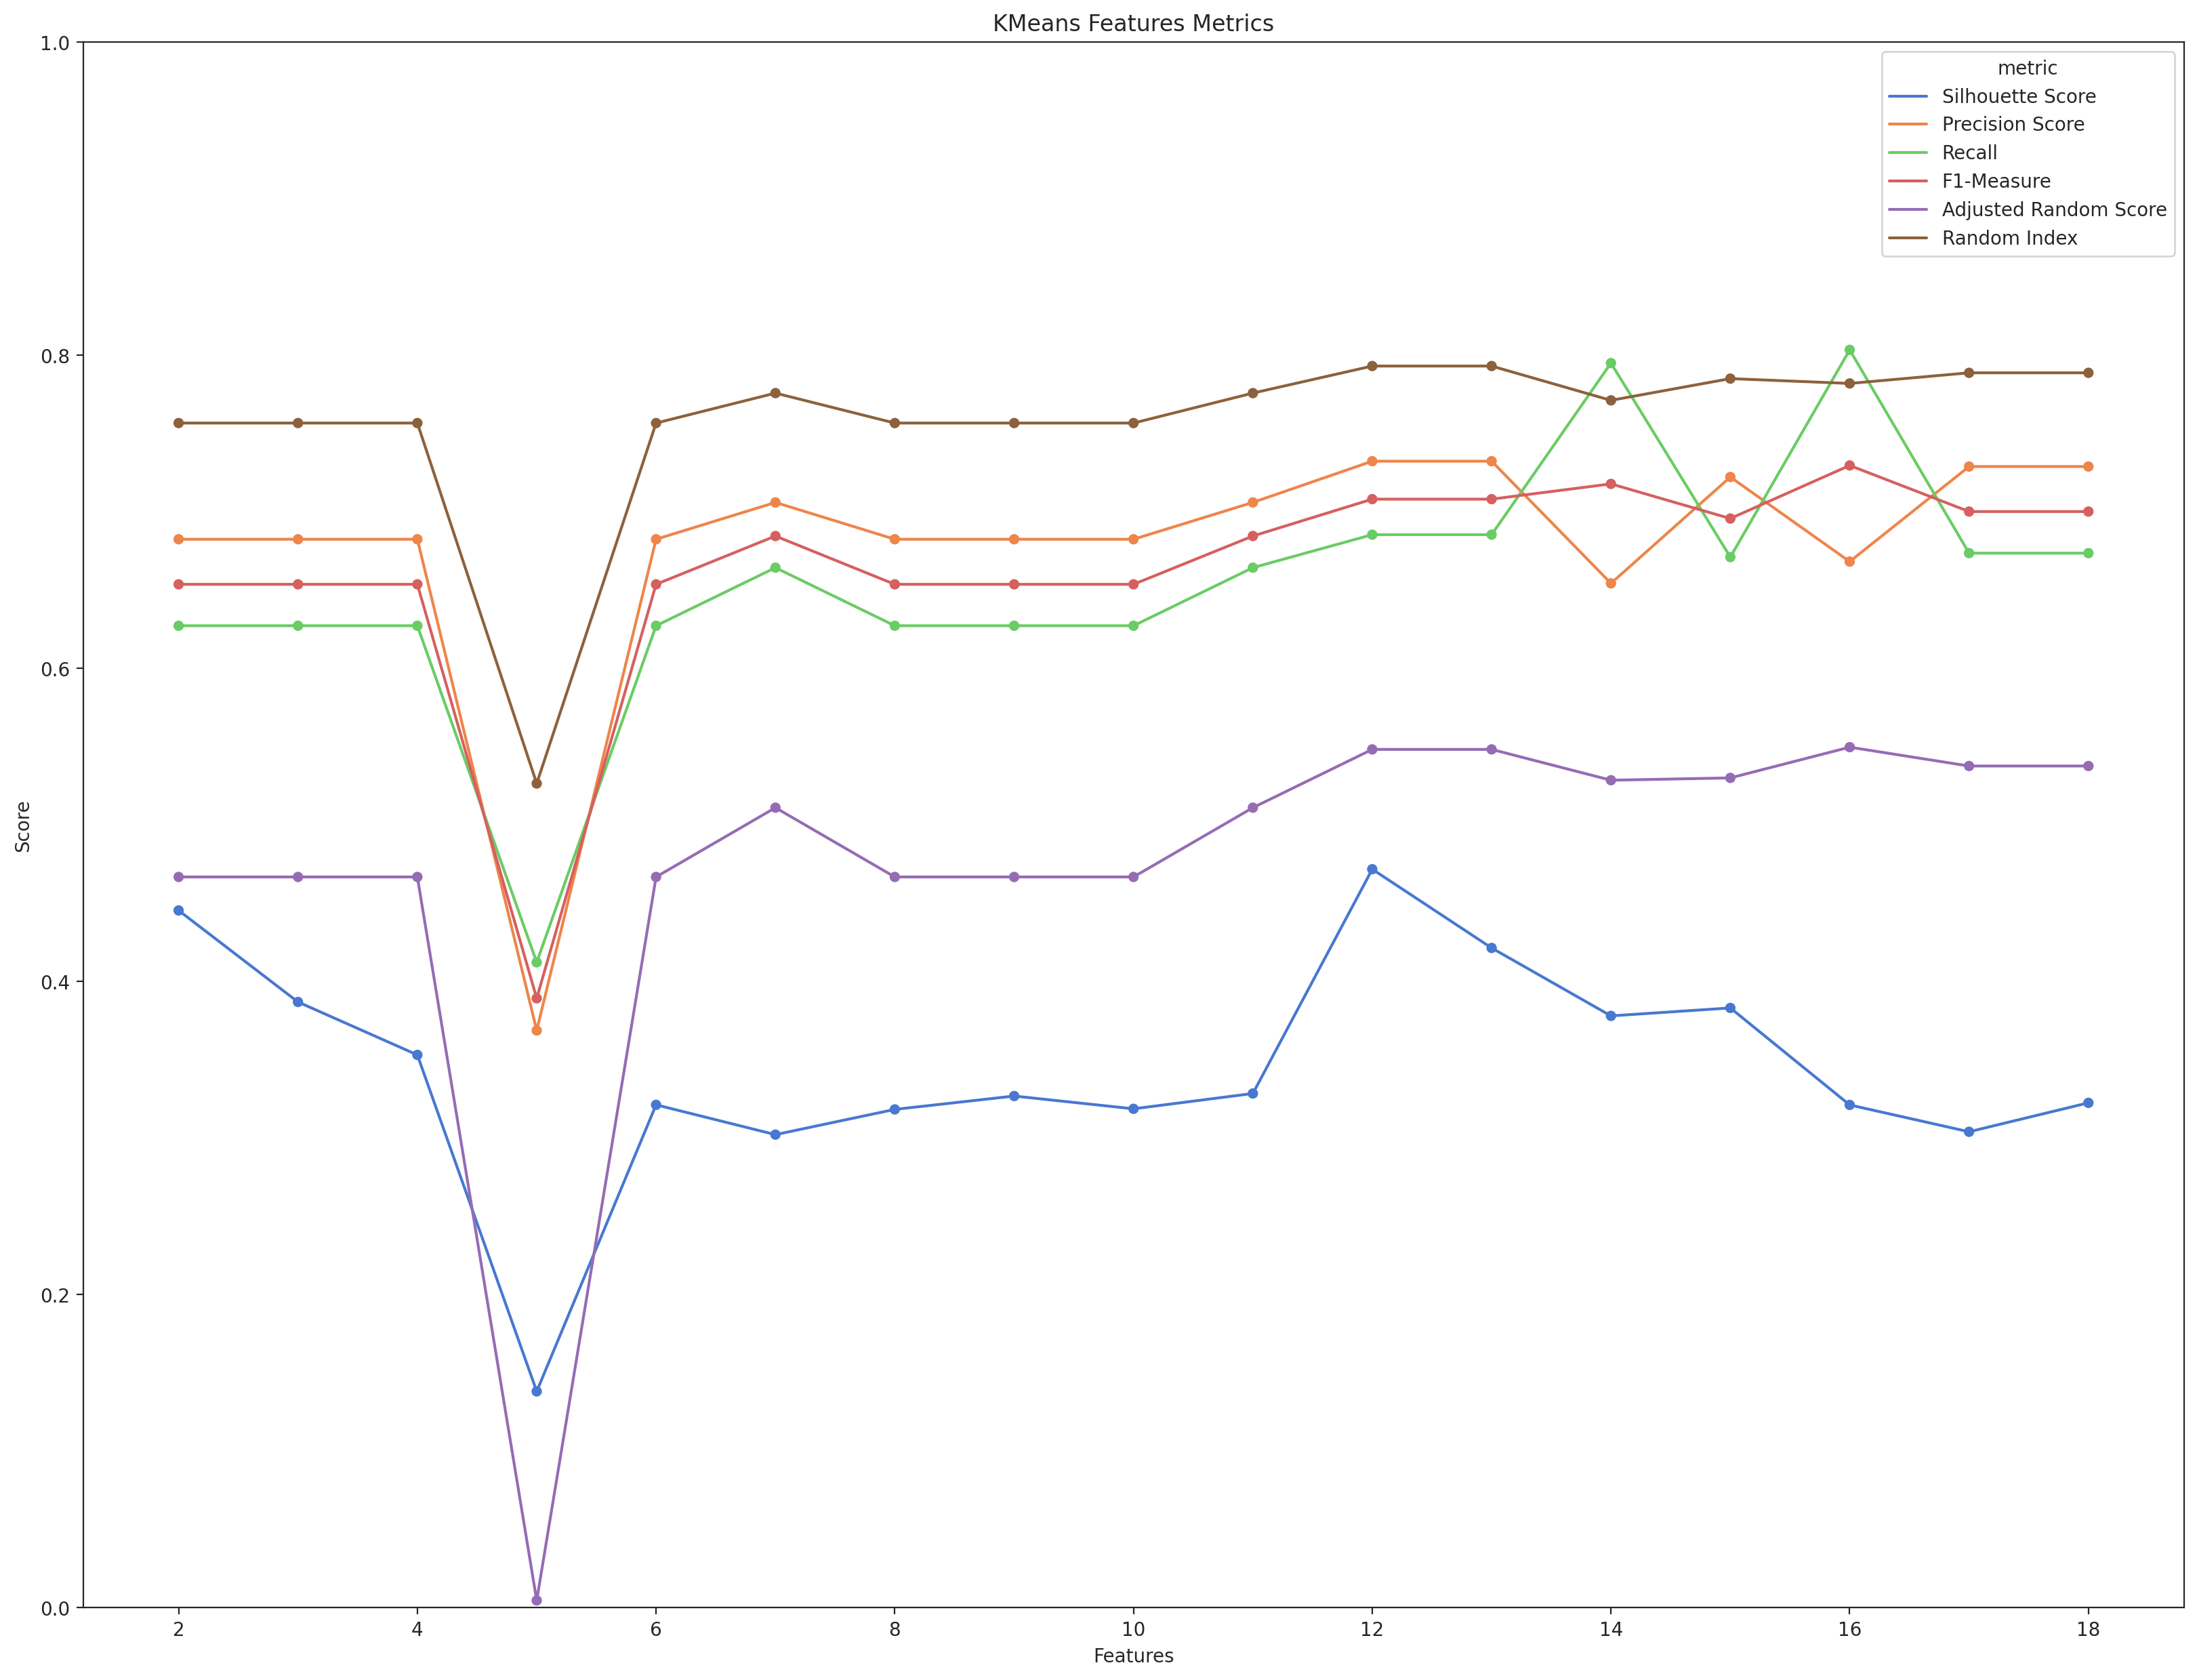 KMeans Features Metrics
metric
Silhouette Score
Precision Score
Recall
F1-Measure
Adjusted Random Score
Random Index
Score
1.0
0.8
0.6
0.4
0.2
0.0
2 4 6 8 10 12 14 16 18
Features